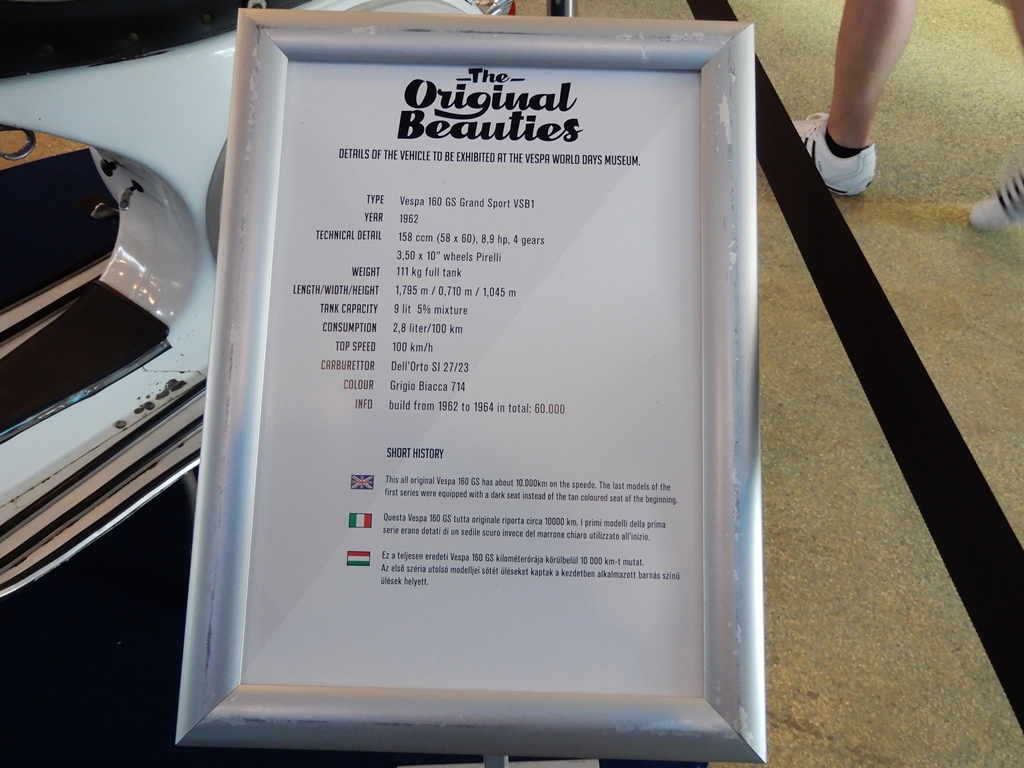 The
Original
Beauties
DETAILS OF THE VEHICLE TO BE EXHIBITED AT THE VESPA WORLD DAYS MUSEUM.
TYPE Vespa 160 GS Grand Sport VSB1
YEAR 1962
TECHNICAL DETAIL 158 ccm (58 x 60), 8,9 hp, 4 gears
3,50 x 10" wheels Pirelli
WEIGHT 111 kg full tank
LENGTH/WIDTH/HEIGHT 1,795 m / 0,710 m / 1,045 m
TANK CAPACITY 9 lit 5% mixture
CONSUMPTION 2,8 liter/100 km
TOP SPEED 100 km/h
CARBURETTOR Dell'Orto SI 27/23
COLOUR Grigio Biacca 714
INFO build from 1962 to 1964 in total: 60.000
SHORT HISTORY
This all original Vespa 160 GS has about 10.000km on the speedo. The last models of the
first series were equipped with a dark seat instead of the tan coloured seat of the beginning.
Questa Vespa 160 GS tutta originale riporta circa 10000 km. I primi modelli della prima
serie erano dotati di un sedile scuro invece del marrone chiaro utilizzato all'inizio.
Ez a teljesen eredeti Vespa 160 GS kilométerórája körülbelül 10 000 km-t mutat.
Az első széria utolsó modelljei sötét üléseket kaptak a kezdetben alkalmazott barnás színű
ülések helyett.